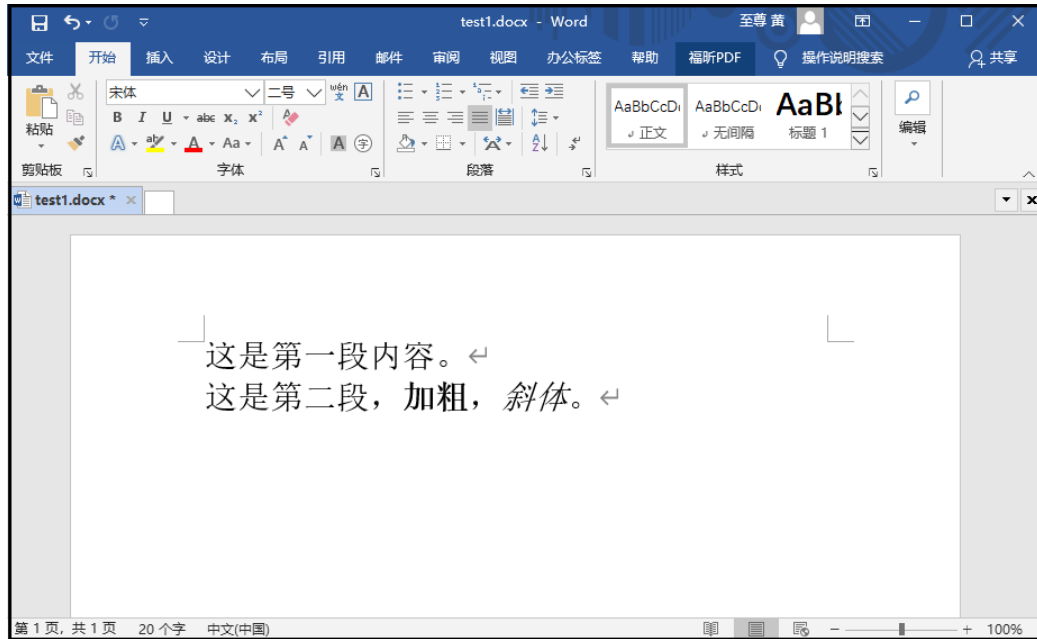 test1.docx - Word 至尊 黄
文件 开始 插入 设计 布局 引用 邮件 审阅 视图 办公标签 帮助 福昕PDF 操作说明搜索 共享
宋体 二号 wén 文 A
B I U abc X₂ X² AaBbCcDı AaBbCcDı AaBl
粘贴 正文 无间隔 标题 1 编辑
A aby A Aa A A A 字 A Z
剪贴板 字体 段落 样式
test1.docx *
这是第一段内容。
这是第二段，加粗，斜体。
第 1 页, 共 1 页 20 个字 中文(中国) 100%